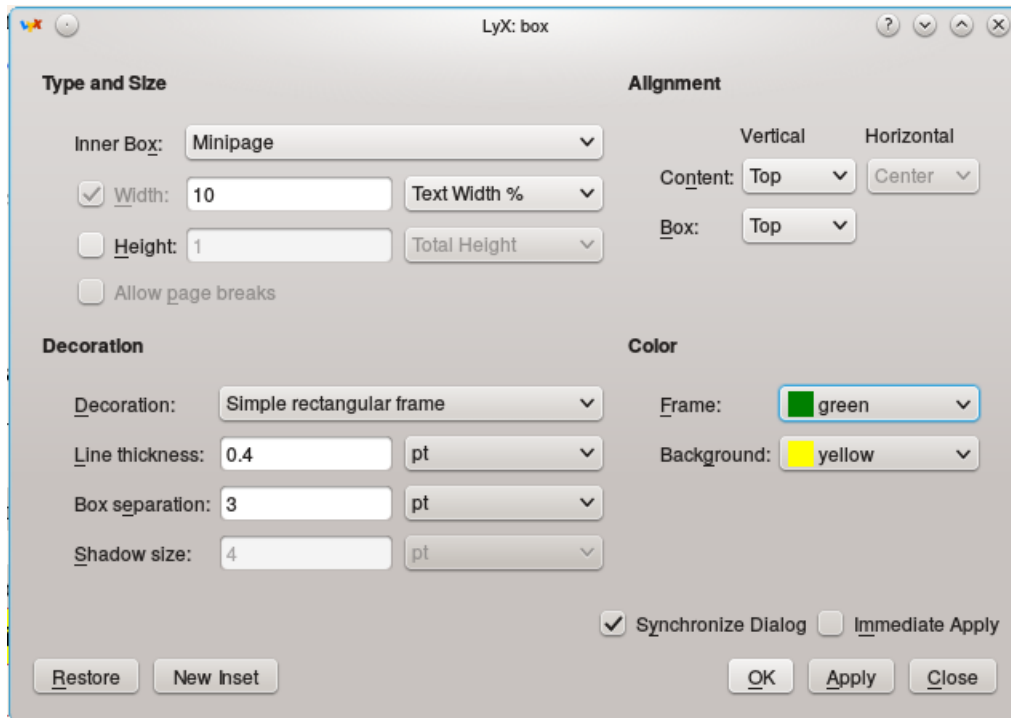 LyX: box
Type and Size
Inner Box: Minipage
Width: 10 Text Width %
Height: 1 Total Height
Allow page breaks
Alignment
Vertical Horizontal
Content: Top Center
Box: Top
Decoration
Decoration: Simple rectangular frame
Line thickness: 0.4 pt
Box separation: 3 pt
Shadow size: 4 pt
Color
Frame: green
Background: yellow
Synchronize Dialog Immediate Apply
Restore New Inset OK Apply Close